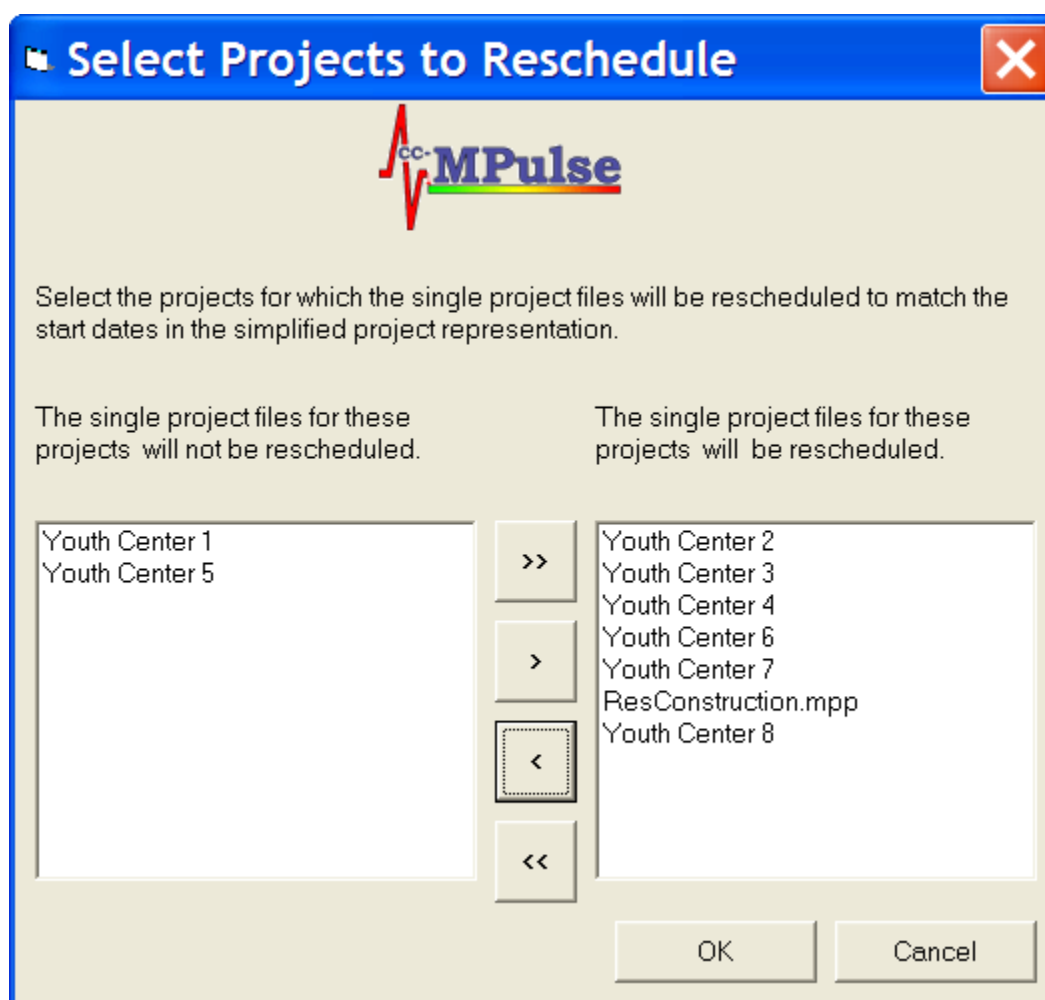 Select Projects to Reschedule
cc-MPulse
Select the projects for which the single project files will be rescheduled to match the
start dates in the simplified project representation.
The single project files for these
projects will not be rescheduled.
The single project files for these
projects will be rescheduled.
Youth Center 1
Youth Center 5
>>
>
<
<<
Youth Center 2
Youth Center 3
Youth Center 4
Youth Center 6
Youth Center 7
ResConstruction.mpp
Youth Center 8
OK
Cancel